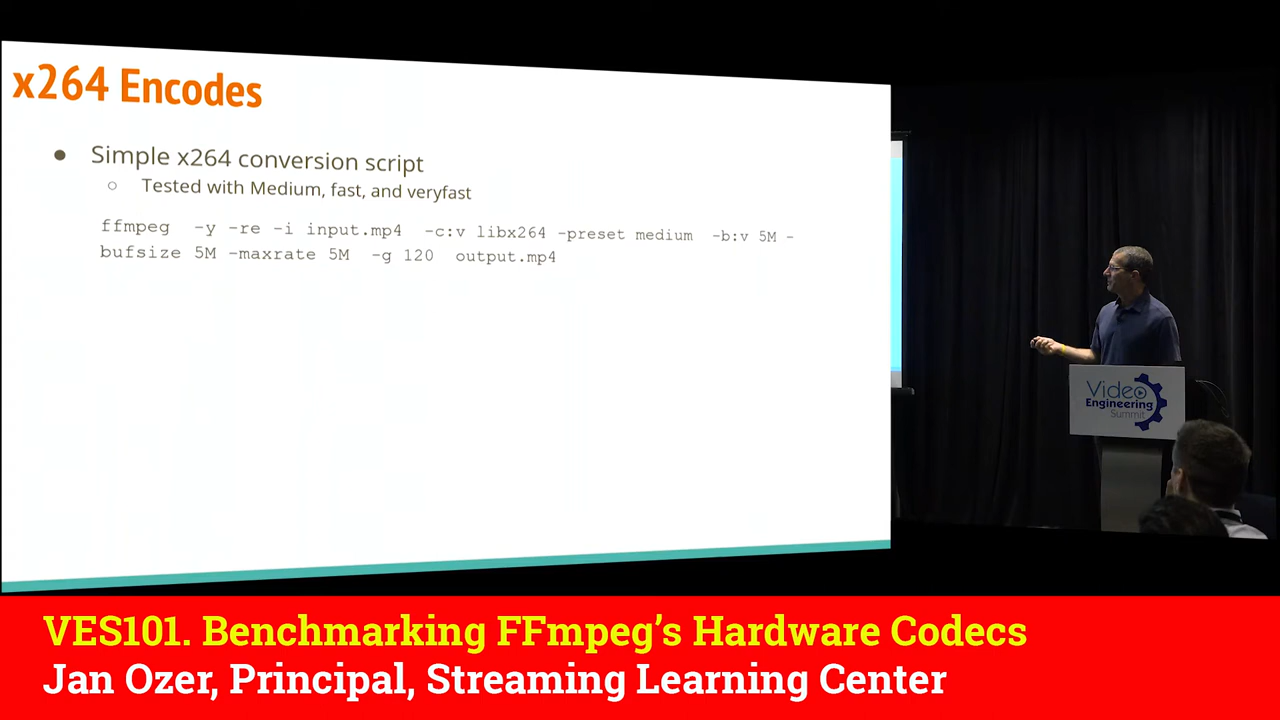 x264 Encodes
● Simple x264 conversion script
○ Tested with Medium, fast, and veryfast
ffmpeg -y -re -i input.mp4 -c:v libx264 -preset medium -b:v 5M -
bufsize 5M -maxrate 5M -g 120 output.mp4
Video
Engineering
Summit
VES101. Benchmarking FFmpeg's Hardware Codecs
Jan Ozer, Principal, Streaming Learning Center